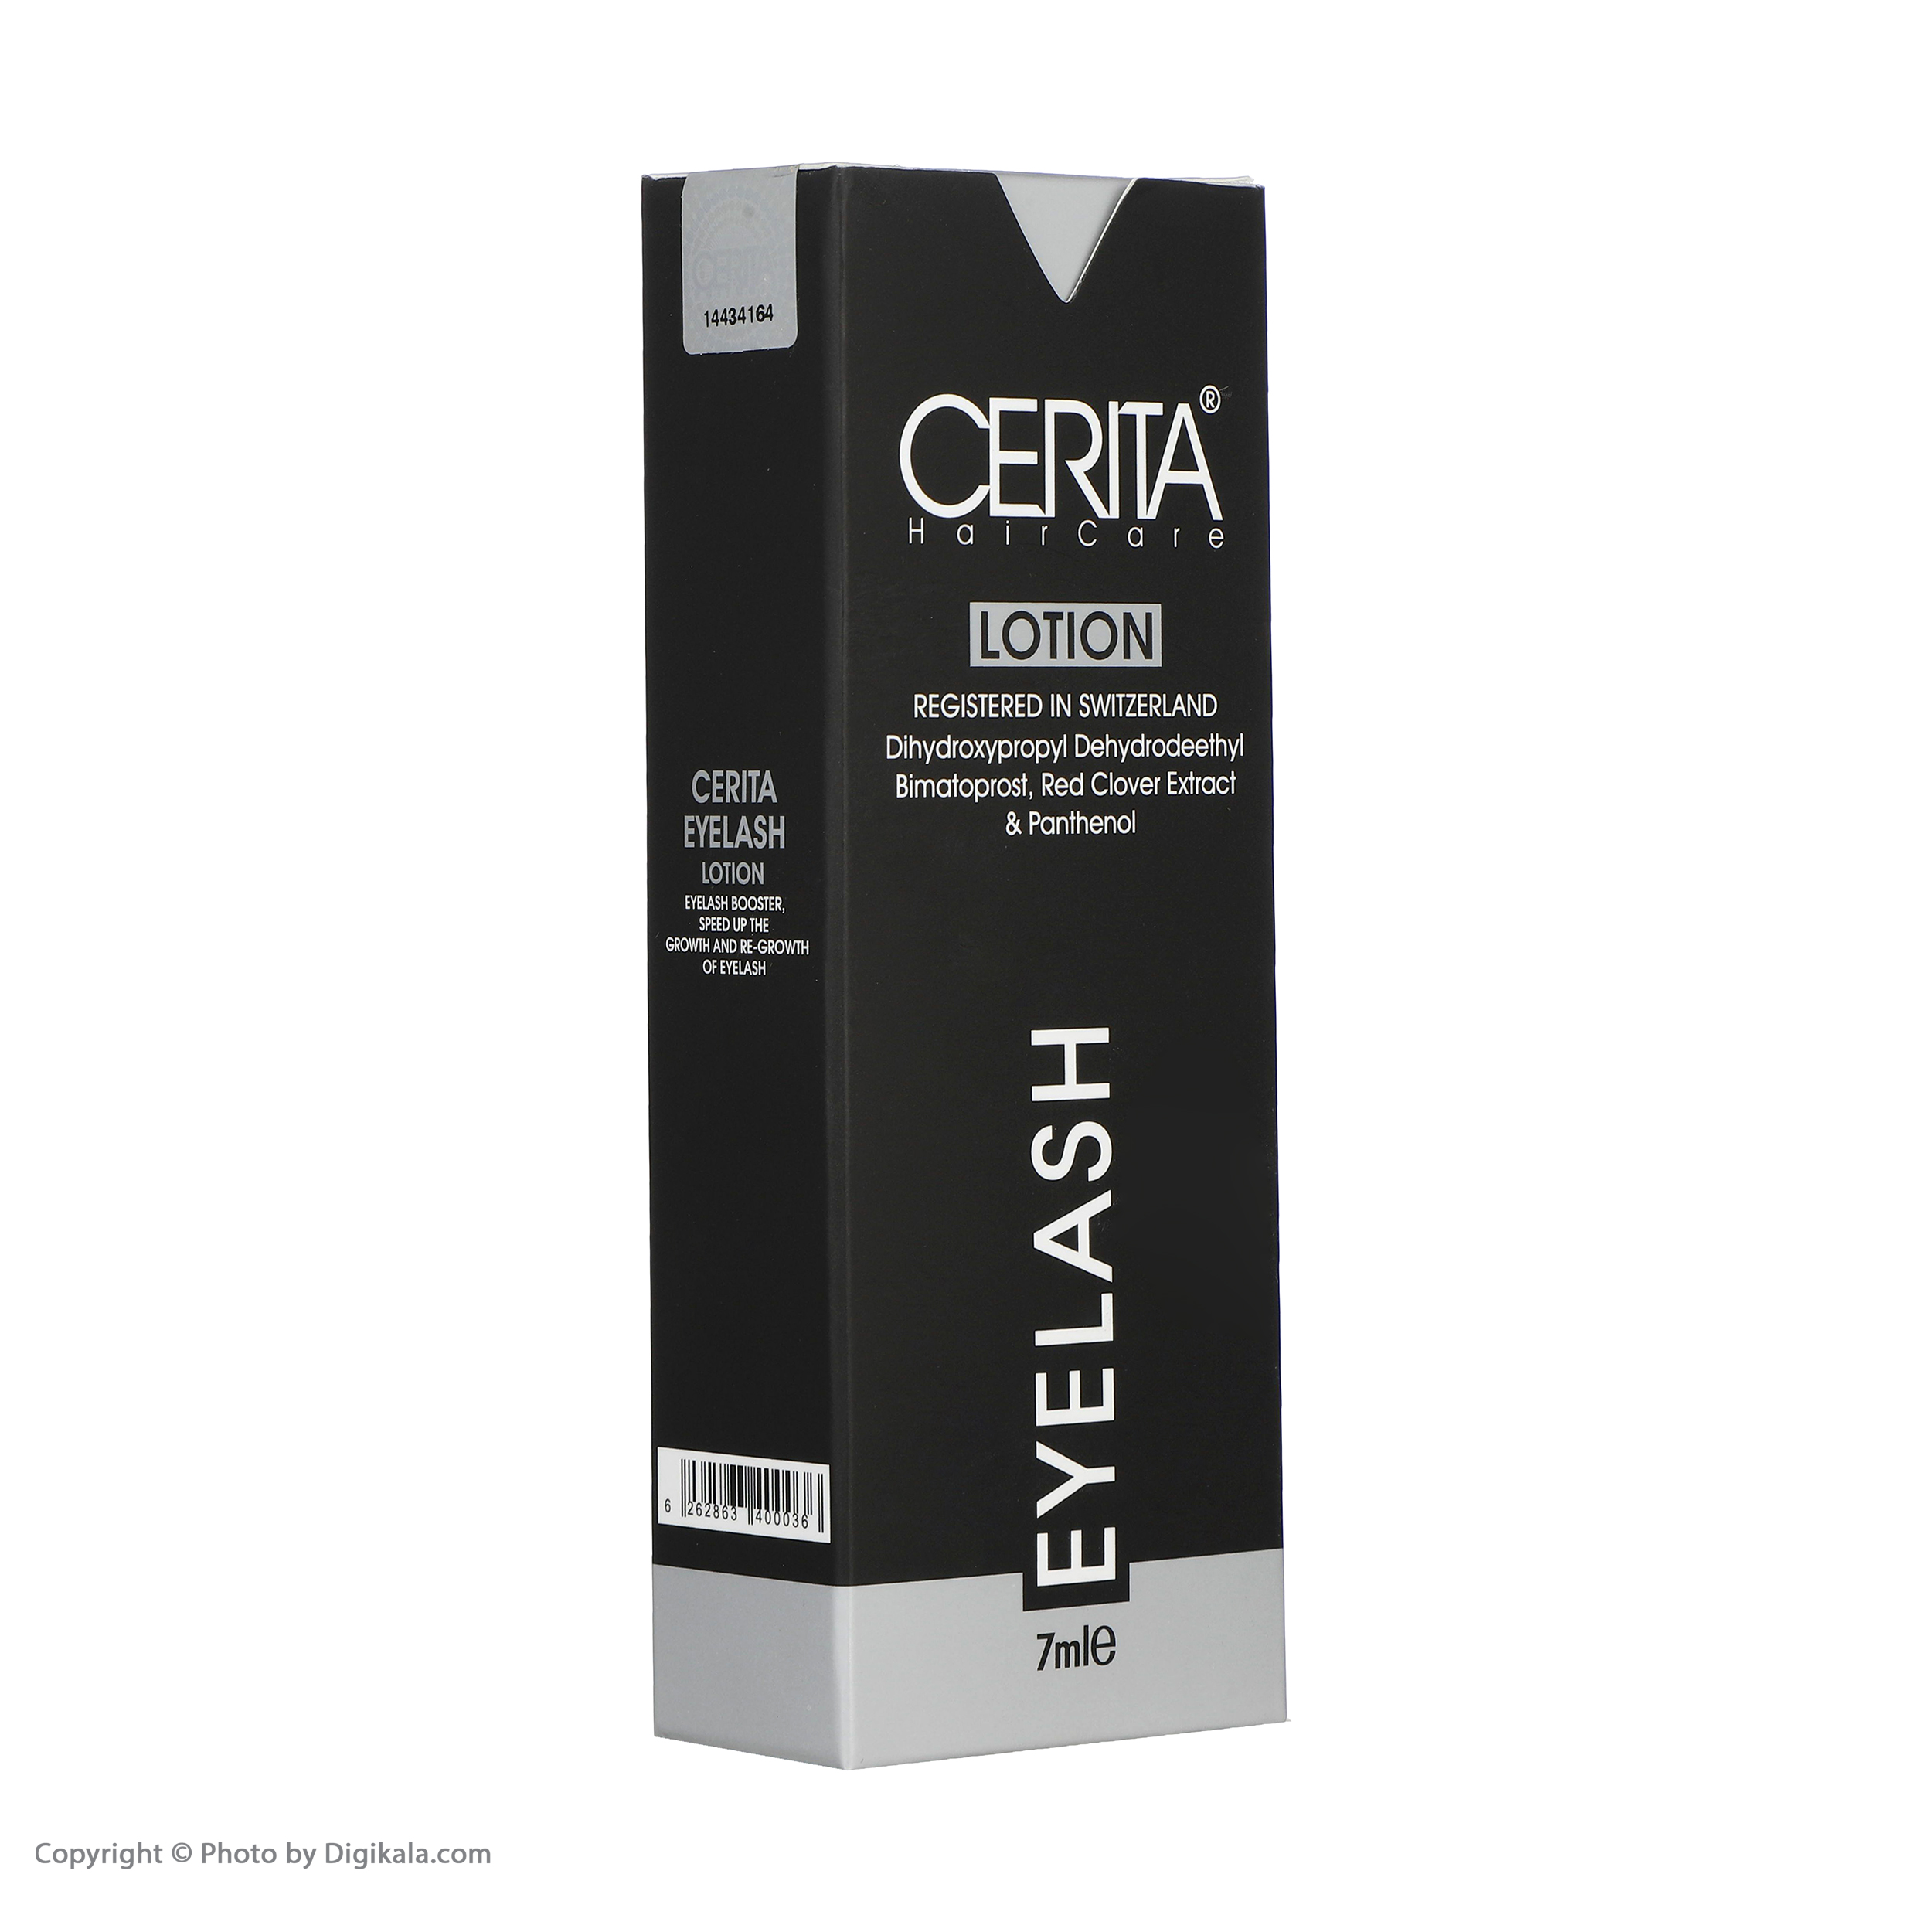 CERITA
14434164
CERITA®
HairCare
LOTION
REGISTERED IN SWITZERLAND
Dihydroxypropyl Dehydrodeethyl
Bimatoprost, Red Clover Extract
& Panthenol
EYELASH
7ml℮
CERITA
EYELASH
LOTION
EYELASH BOOSTER,
SPEED UP THE
GROWTH AND RE-GROWTH
OF EYELASH
6 262863 400036
Copyright © Photo by Digikala.com